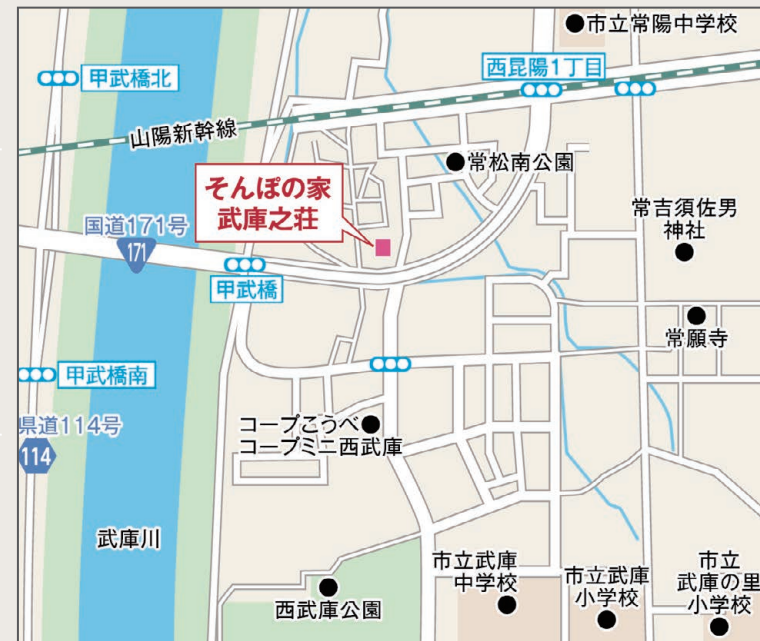 市立常陽中学校
甲武橋北
西昆陽1丁目
山陽新幹線
常松南公園
そんぽの家
武庫之荘
常吉須佐男
神社
国道171号
171
甲武橋
常願寺
甲武橋南
県道114号
114
コープこうべ
コープミニ西武庫
武庫川
市立武庫
中学校
市立武庫
小学校
市立
武庫の里
小学校
西武庫公園